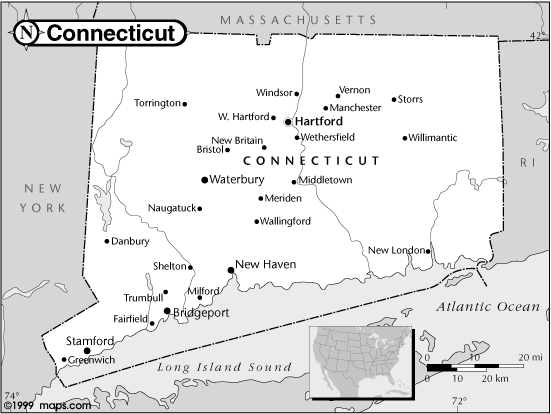 MASSACHUSETTS
N
Connecticut
42°
Windsor
Vernon
Torrington
Storrs
Manchester
W. Hartford
Hartford
New Britain
Wethersfield
Willimantic
Bristol
CONNECTICUT
RI
NEW
YORK
Waterbury
Middletown
Meriden
Naugatuck
Wallingford
Danbury
New London
Shelton
New Haven
Milford
Trumbull
Bridgeport
Fairfield
Atlantic Ocean
Stamford
Greenwich
Long Island Sound
0 10 20 mi
0 10 20 km
74°
72°
©1999 maps.com